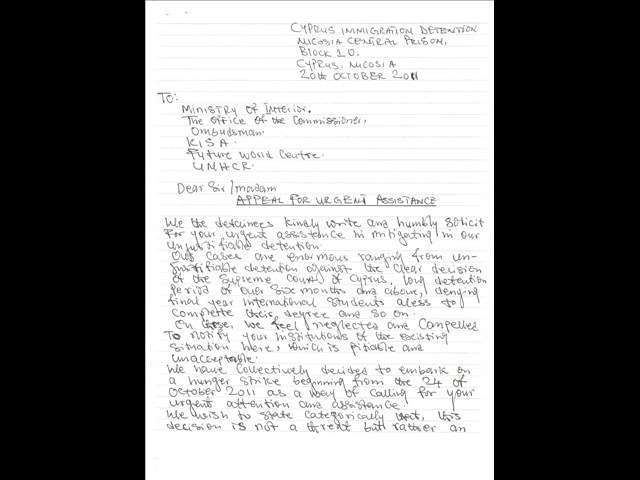 CYPRUS IMMIGRATION DETENTION
NICOSIA CENTRAL PRISON,
BLOCK 10.
CYPRUS, NICOSIA
20th OCTOBER 2011
TO:
MINISTRY OF Interior.
The office of the Commissioner,
Ombudsman.
KISA.
Future World Centre.
UNHCR.
Dear Sir/madam
APPEAL FOR URGENT ASSISTANCE
We the detainees kindly write and humbly solicit
for your urgent assistance in mitigating in our
unjustifiable detention.
Our cases are enormous ranging from un-
justifiable detention against the clear decision
of the Supreme Court of Cyprus, long detention
period of over six months and above, denying
final year international students access to
complete their degree and so on.
On these, we feel neglected and compelled
To notify your institutions of the existing
situation here, which is pitiable and
unacceptable.
We have collectively decided to embark on
a hunger strike beginning from the 24 of
October 2011 as a way of calling for your
urgent attention and assistance.
We wish to state categorically that, this
decision is not a threat but rather an